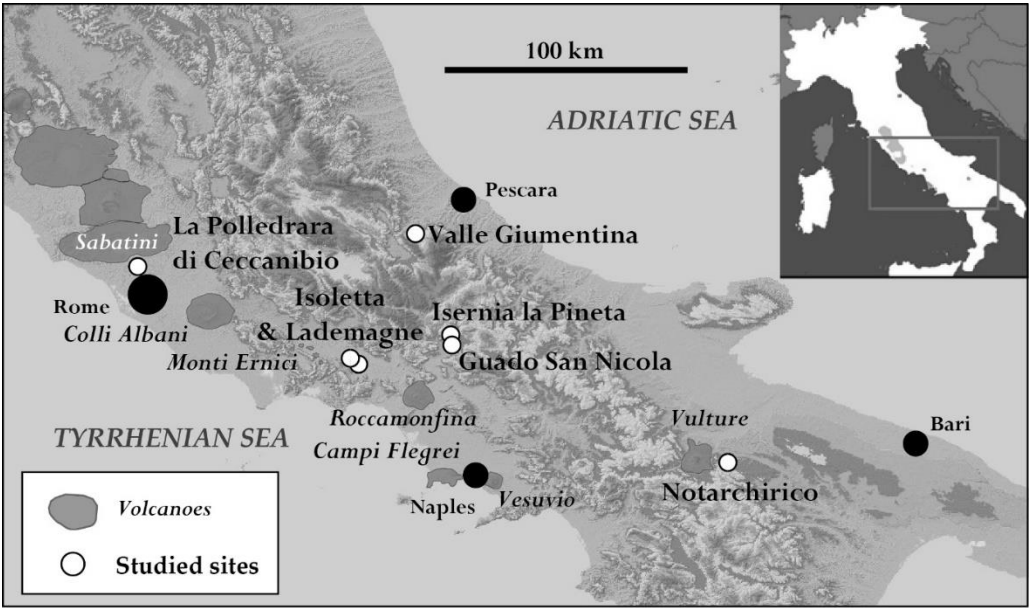 100 km
ADRIATIC SEA
Pescara
La Polledrara
di Ceccanibio
Sabatini
Valle Giumentina
Rome
Colli Albani
Isoletta
& Lademagne
Isernia la Pineta
Monti Ernici
Guado San Nicola
Roccamonfina
Vulture
Bari
TYRRHENIAN SEA
Campi Flegrei
Naples
Vesuvio
Notarchirico
Volcanoes
Studied sites